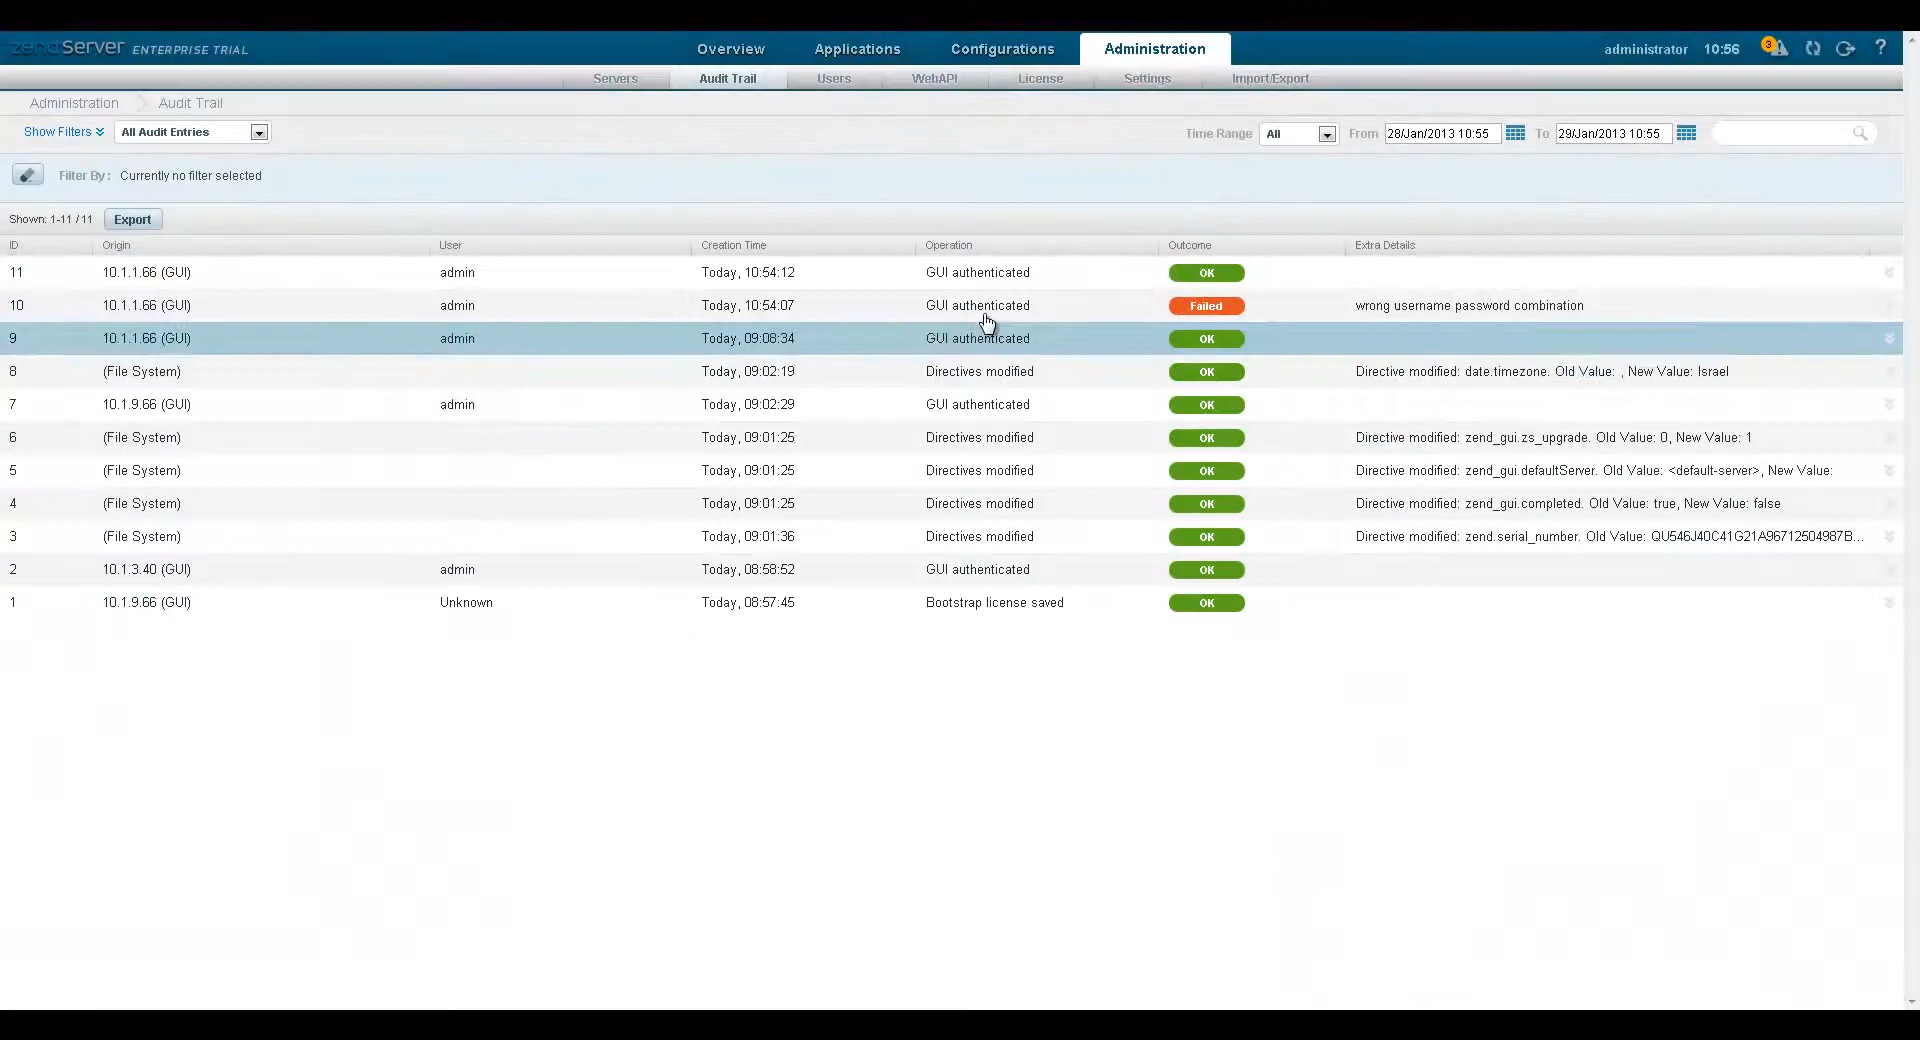 zendServer ENTERPRISE TRIAL Overview Applications Configurations Administration administrator 10:56 3 ?
Servers Audit Trail Users WebAPI License Settings Import/Export
Administration Audit Trail
Show Filters All Audit Entries Time Range All From 28/Jan/2013 10:55 To 29/Jan/2013 10:55
Filter By : Currently no filter selected
Shown: 1-11 / 11 Export
ID Origin User Creation Time Operation Outcome Extra Details
11 10.1.1.66 (GUI) admin Today, 10:54:12 GUI authenticated OK
10 10.1.1.66 (GUI) admin Today, 10:54:07 GUI authenticated Failed wrong username password combination
9 10.1.1.66 (GUI) admin Today, 09:08:34 GUI authenticated OK
8 (File System) Today, 09:02:19 Directives modified OK Directive modified: date.timezone. Old Value: , New Value: Israel
7 10.1.9.66 (GUI) admin Today, 09:02:29 GUI authenticated OK
6 (File System) Today, 09:01:25 Directives modified OK Directive modified: zend_gui.zs_upgrade. Old Value: 0, New Value: 1
5 (File System) Today, 09:01:25 Directives modified OK Directive modified: zend_gui.defaultServer. Old Value: <default-server>, New Value:
4 (File System) Today, 09:01:25 Directives modified OK Directive modified: zend_gui.completed. Old Value: true, New Value: false
3 (File System) Today, 09:01:36 Directives modified OK Directive modified: zend.serial_number. Old Value: QU546J40C41G21A96712504987B...
2 10.1.3.40 (GUI) admin Today, 08:58:52 GUI authenticated OK
1 10.1.9.66 (GUI) Unknown Today, 08:57:45 Bootstrap license saved OK